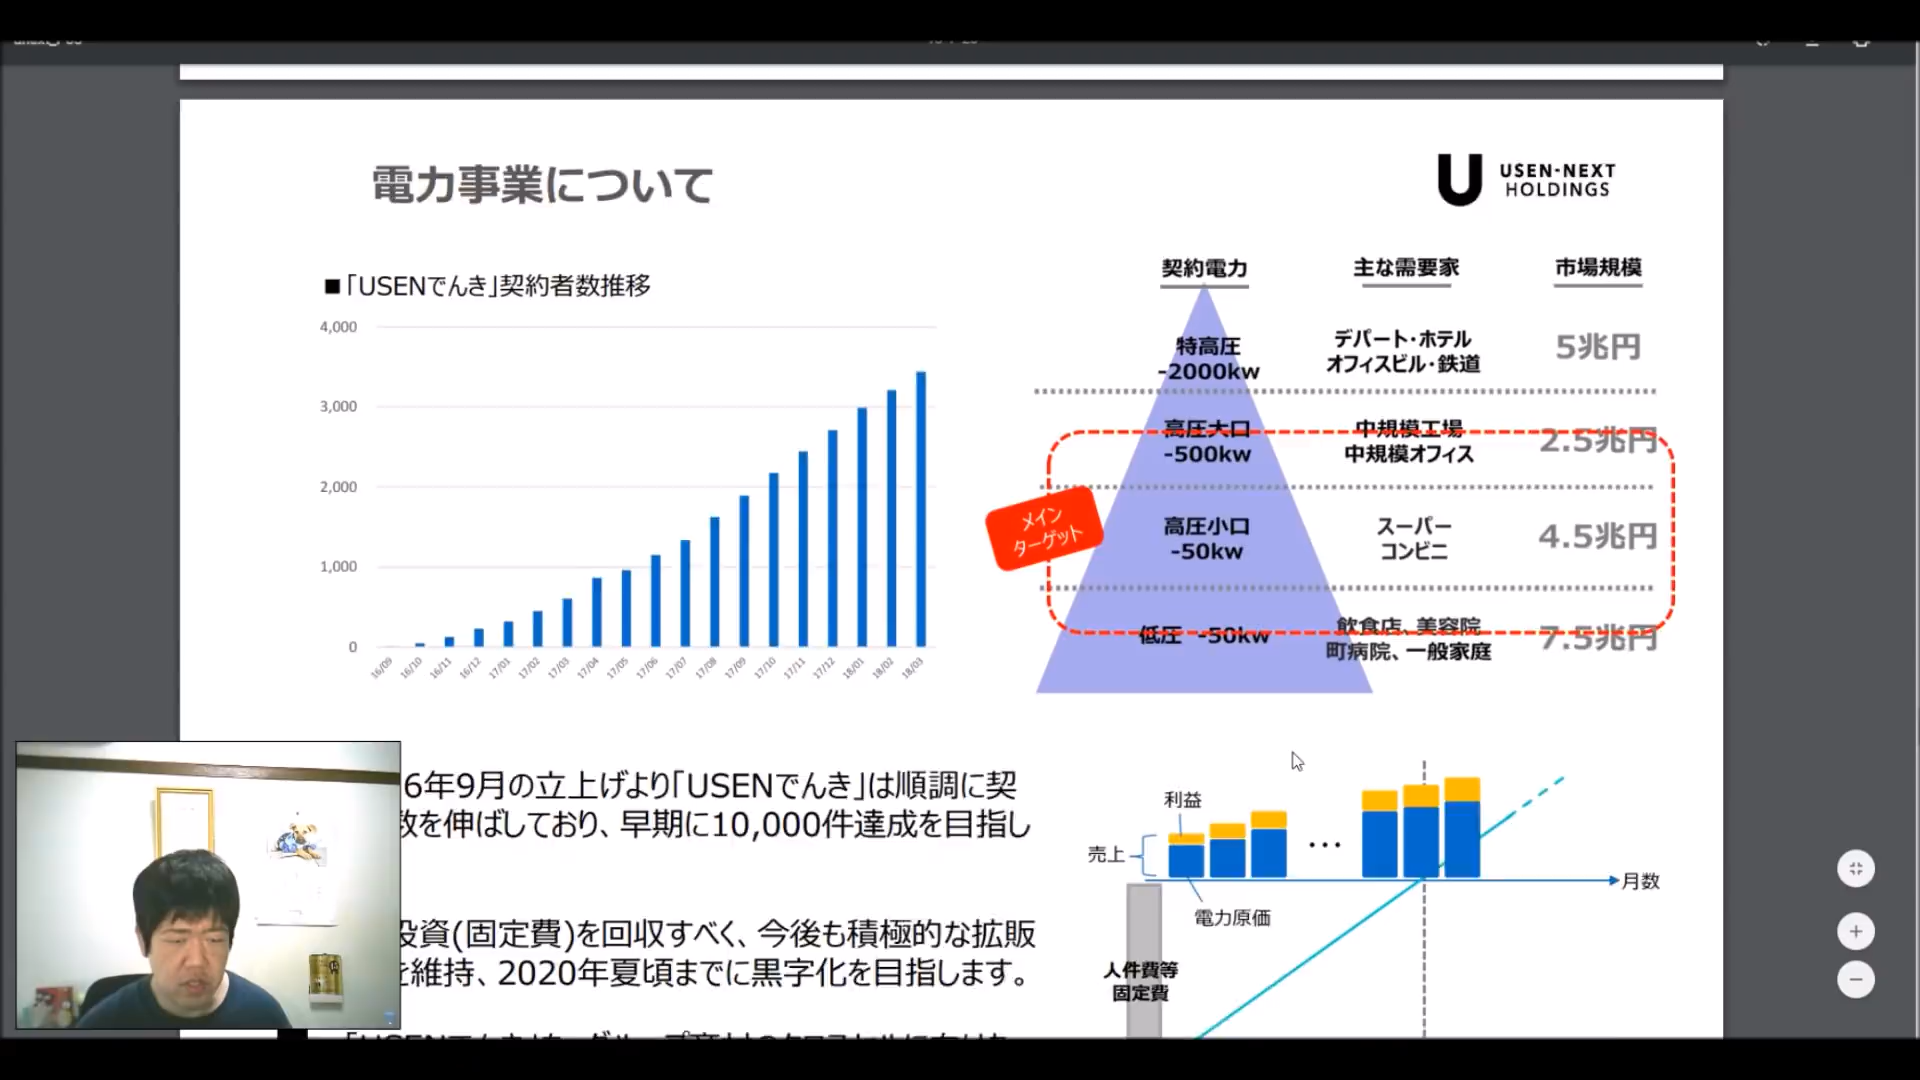 電力事業について
USEN-NEXT
HOLDINGS
■「USENでんき」契約者数推移
4,000
3,000
2,000
1,000
0
16/09 16/10 16/11 16/12 17/01 17/02 17/03 17/04 17/05 17/06 17/07 17/08 17/09 17/10 17/11 17/12 18/01 18/02 18/03
契約電力 主な需要家 市場規模
特高圧
-2000kw
デパート・ホテル
オフィスビル・鉄道
5兆円
高圧大口
-500kw
中規模工場
中規模オフィス
2.5兆円
メイン
ターゲット
高圧小口
-50kw
スーパー
コンビニ
4.5兆円
低圧 -50kw
飲食店、美容院
町病院、一般家庭
7.5兆円
6年9月の立上げより「USENでんき」は順調に契
数を伸ばしており、早期に10,000件達成を目指し
投資(固定費)を回収すべく、今後も積極的な拡販
を維持、2020年夏頃までに黒字化を目指します。
利益
売上
・・・
月数
電力原価
人件費等
固定費